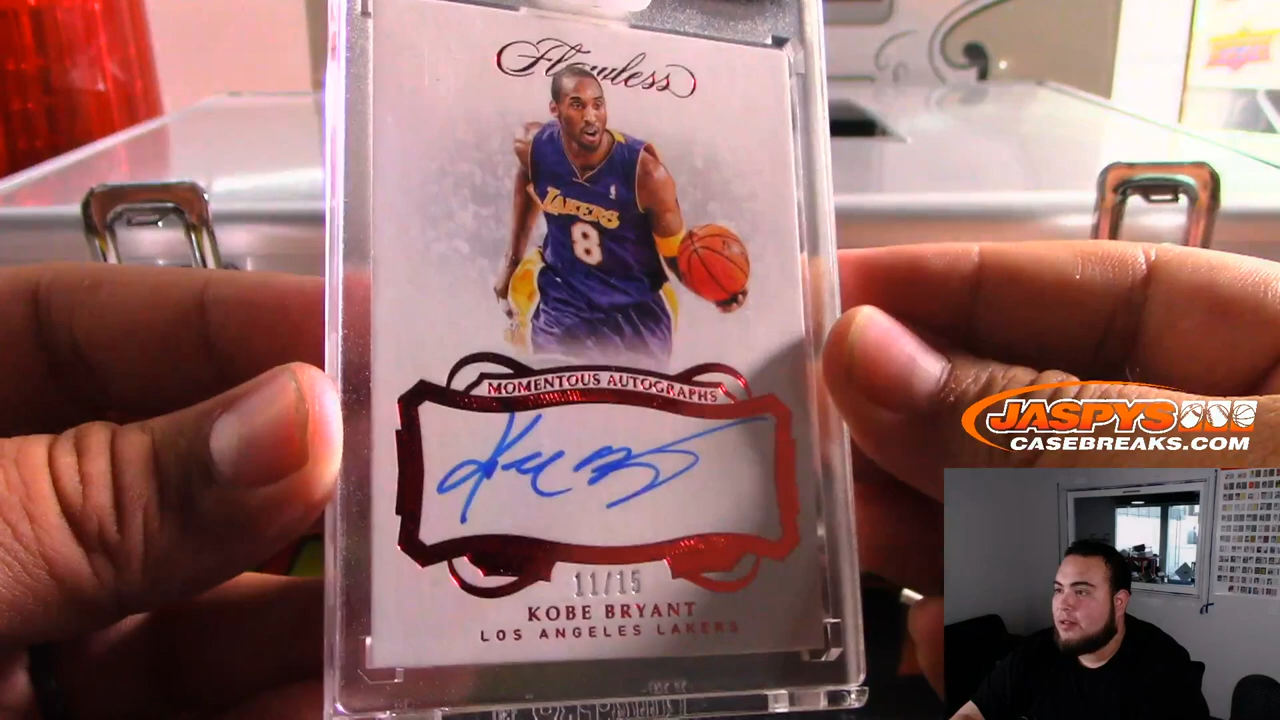 Flawless
LAKERS
8
MOMENTOUS AUTOGRAPHS
11/15
KOBE BRYANT
LOS ANGELES LAKERS
JASPYS
CASEBREAKS.COM